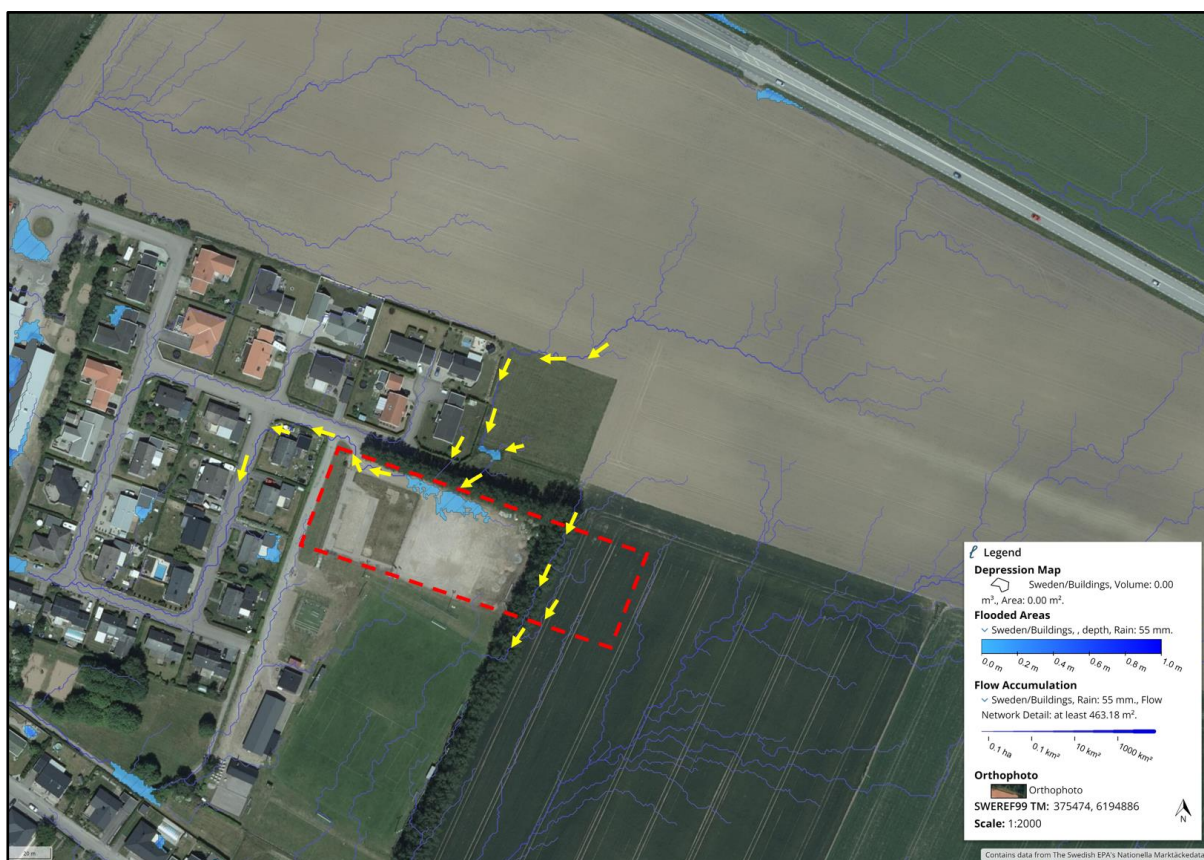 Legend
Depression Map
Sweden/Buildings, Volume: 0.00
m³., Area: 0.00 m².
Flooded Areas
Sweden/Buildings, , depth, Rain: 55 mm.
0.0 m 0.2 m 0.4 m 0.6 m 0.8 m 1.0 m
Flow Accumulation
Sweden/Buildings, Rain: 55 mm., Flow
Network Detail: at least 463.18 m².
0.1 ha 0.1 km² 10 km² 1000 km²
Orthophoto
Orthophoto
SWEREF99 TM: 375474, 6194886
Scale: 1:2000
N
20 m
Contains data from The Swedish EPA's Nationella Marktäckedata